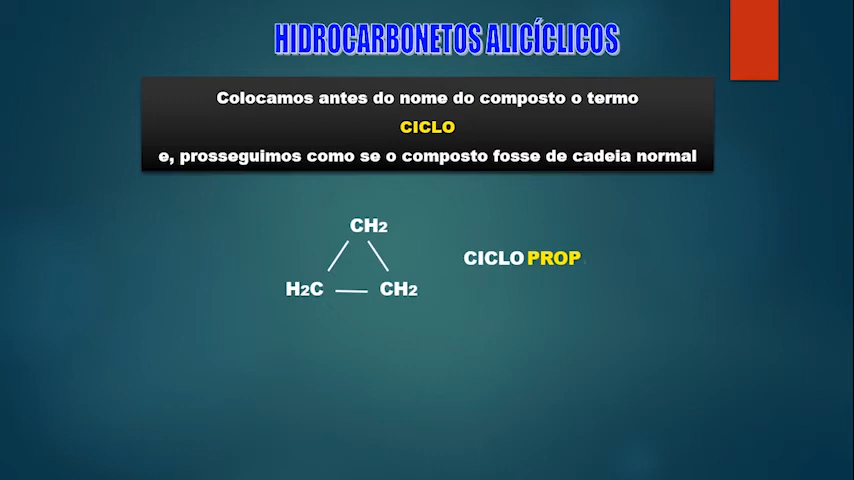 HIDROCARBONETOS ALICÍCLICOS
Colocamos antes do nome do composto o termo
CICLO
e, prosseguimos como se o composto fosse de cadeia normal
CH2
CICLO PROP
H2C CH2